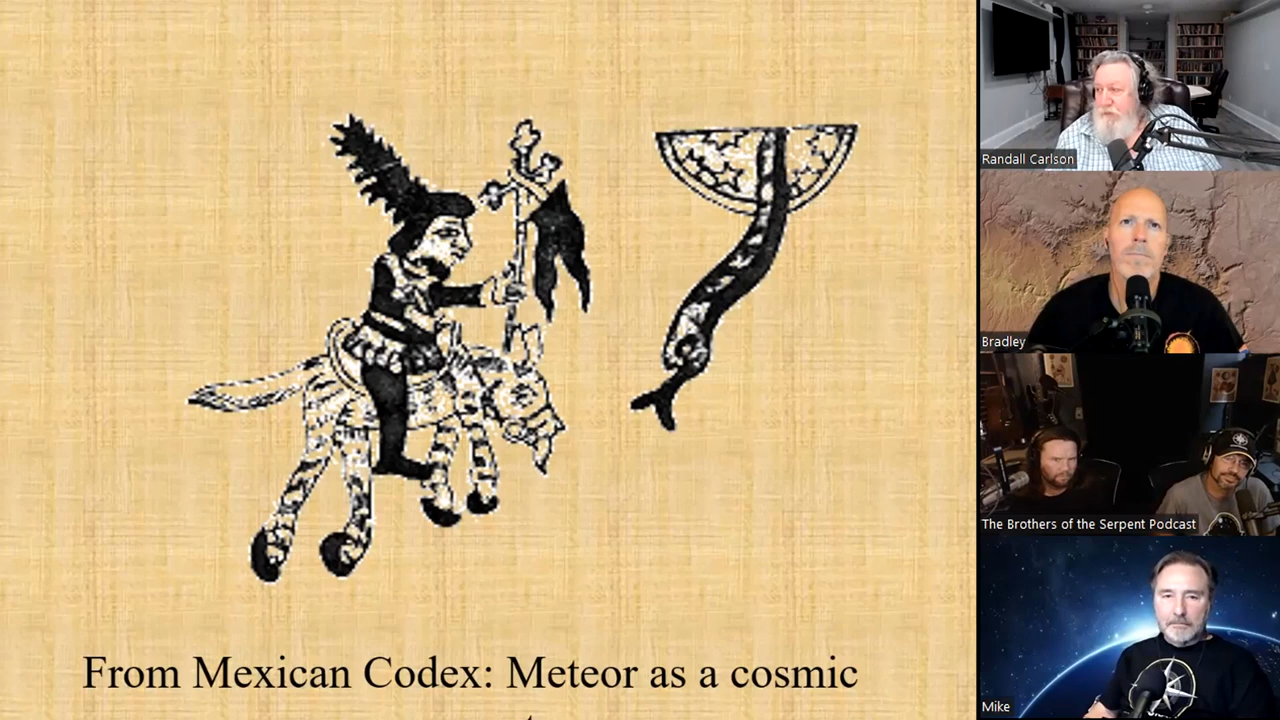 From Mexican Codex: Meteor as a cosmic
Randall Carlson
Bradley
The Brothers of the Serpent Podcast
Mike